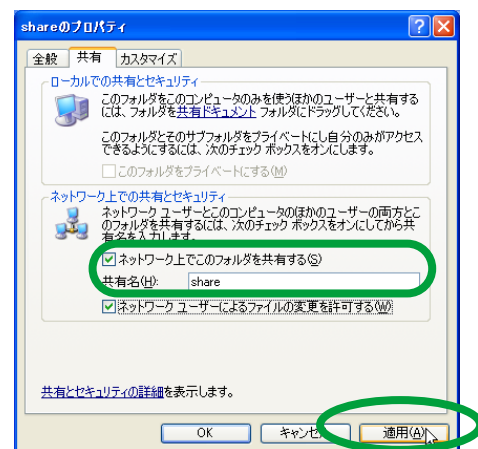 shareのプロパティ
全般 共有 カスタマイズ
ローカルでの共有とセキュリティ
このフォルダをこのコンピュータのみを使うほかのユーザーと共有する
には、フォルダを共有ドキュメント フォルダにドラッグしてください。
このフォルダとそのサブフォルダをプライベートにし自分のみがアクセス
できるようにするには、次のチェック ボックスをオンにします。
このフォルダをプライベートにする(M)
ネットワーク上での共有とセキュリティ
ネットワーク ユーザーとこのコンピュータのほかのユーザーの両方とこ
のフォルダを共有するには、次のチェック ボックスをオンにしてから共
有名を入力します。
ネットワーク上でこのフォルダを共有する(S)
共有名(H): share
ネットワーク ユーザーによるファイルの変更を許可する(W)
共有とセキュリティの詳細を表示します。
OK キャンセル 適用(A)